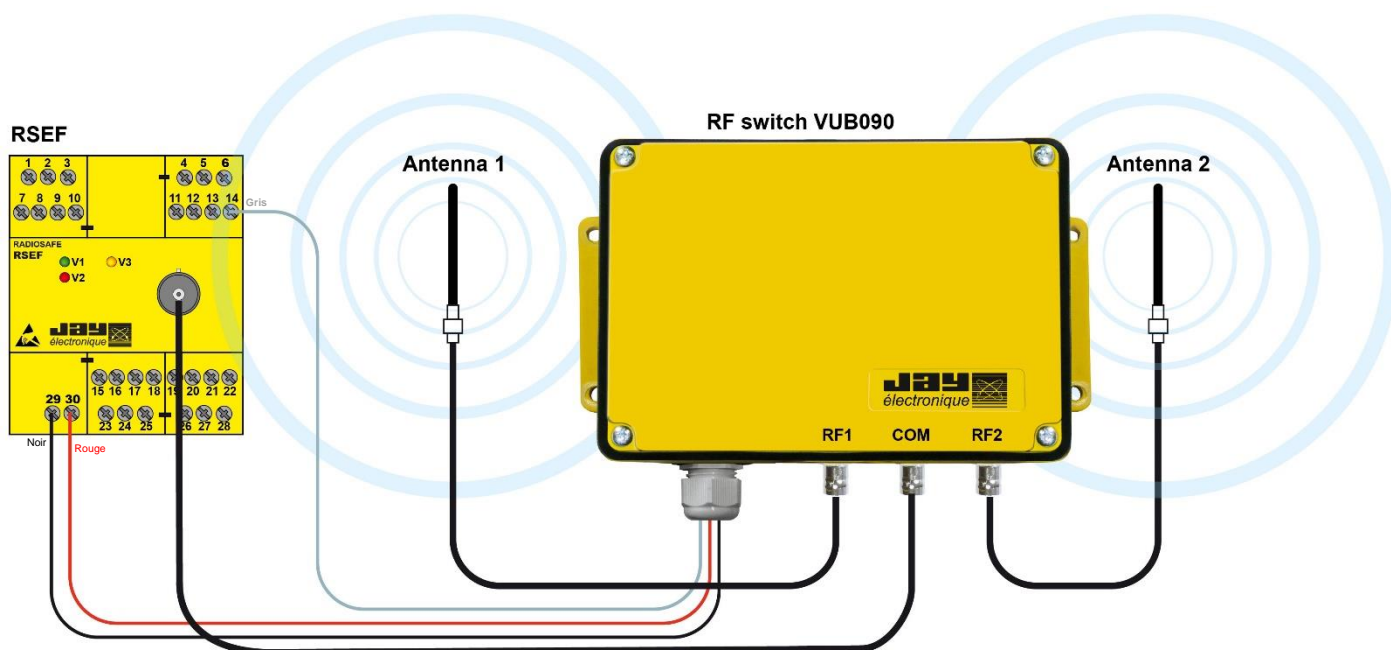 RSEF
1 2 3
4 5 6
7 8 9 10
11 12 13 14
Gris
RADIOSAFE
RSEF
V1
V3
V2
JAY
électronique
15 16 17 18 19 20 21 22
29 30
23 24 25 26 27 28
Noir
Rouge
Antenna 1
RF switch VUB090
JAY
électronique
RF1 COM RF2
Antenna 2